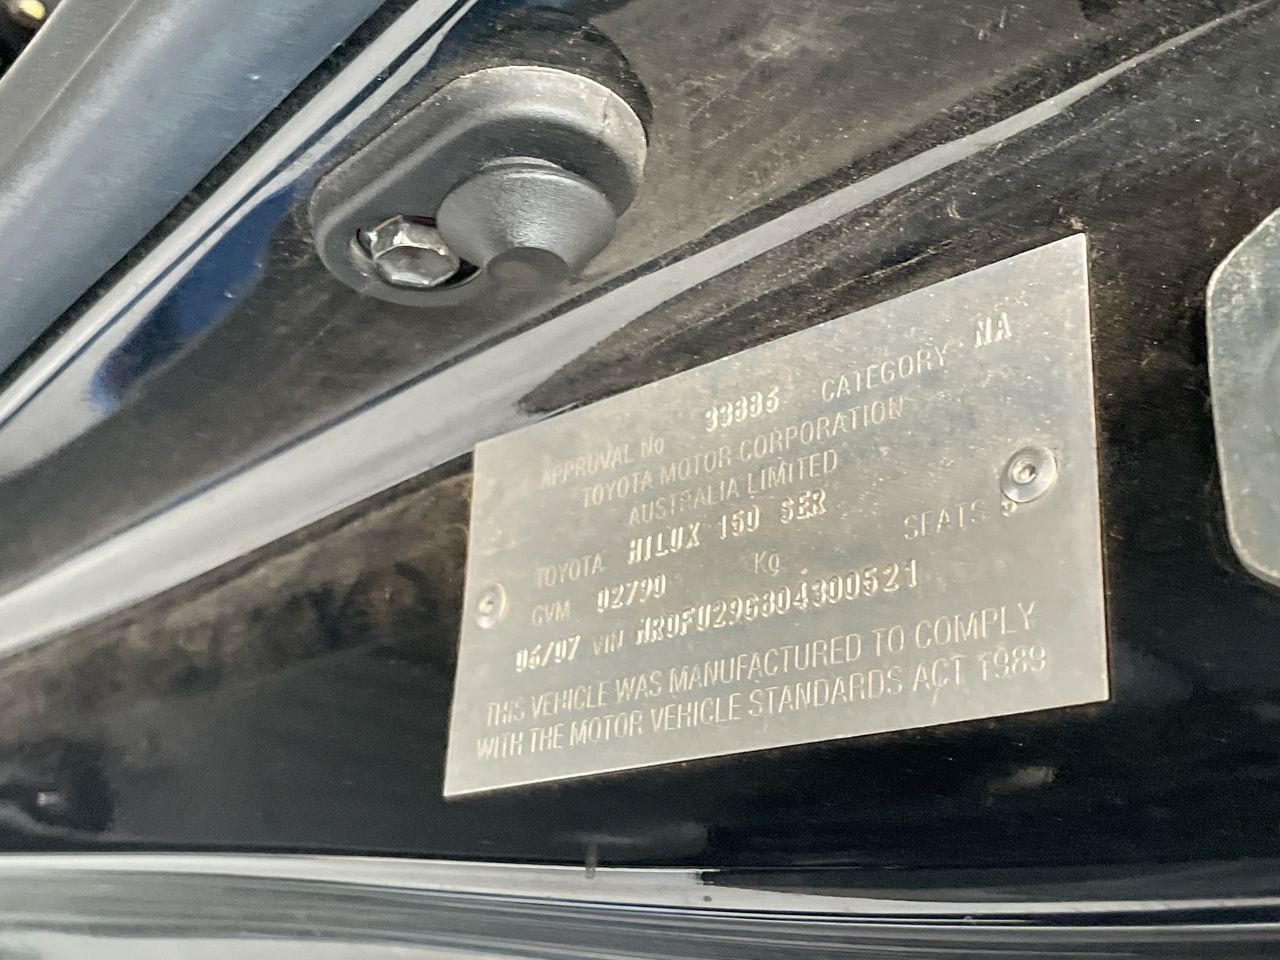 APPROVAL No 33886 CATEGORY NA
TOYOTA MOTOR CORPORATION
AUSTRALIA LIMITED
TOYOTA HILUX 150 SER
GVM 02790 Kg SEATS 5
06/07 VIN MR0FU29G804300521
THIS VEHICLE WAS MANUFACTURED TO COMPLY
WITH THE MOTOR VEHICLE STANDARDS ACT 1989